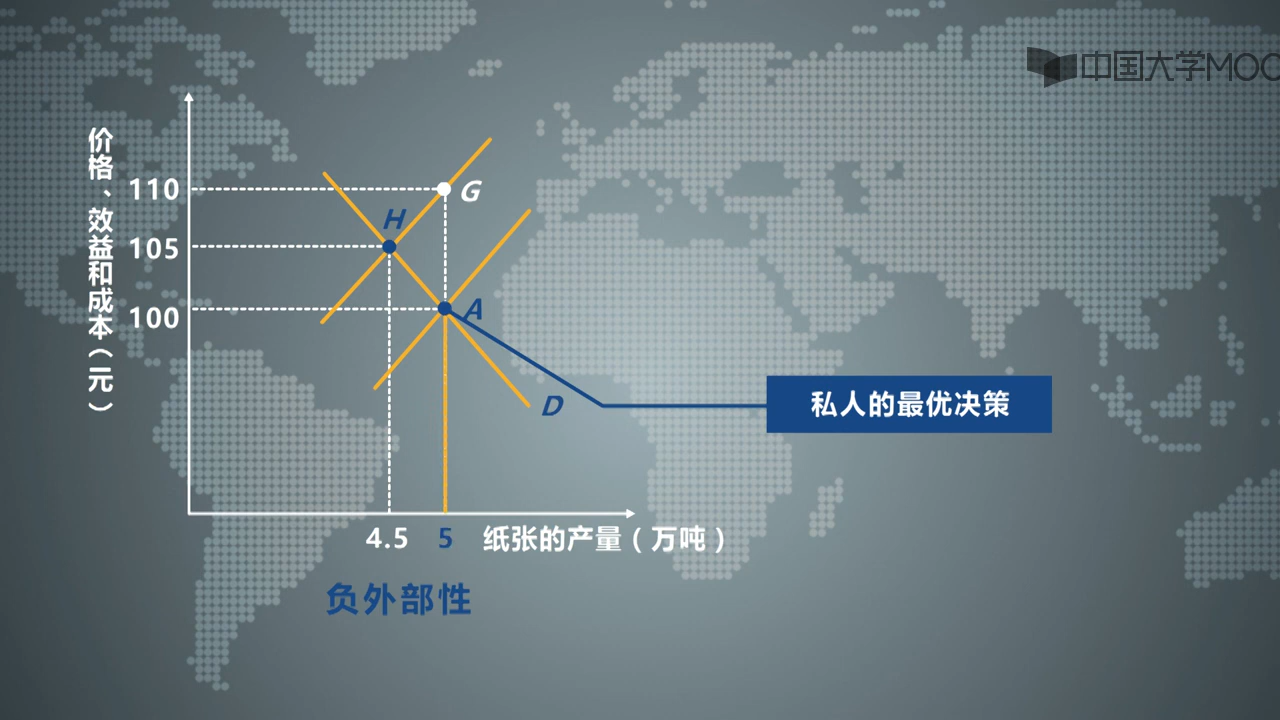 中国大学MOO
价格、效益和成本（元）
110
G
H
105
100
A
D
私人的最优决策
4.5
5
纸张的产量（万吨）
负外部性